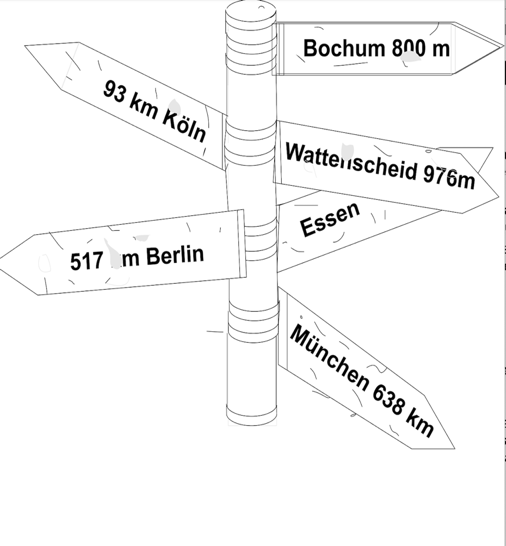 Bochum 800 m
93 km Köln
Wattenscheid 976m
Essen
517 m Berlin
München 638 km